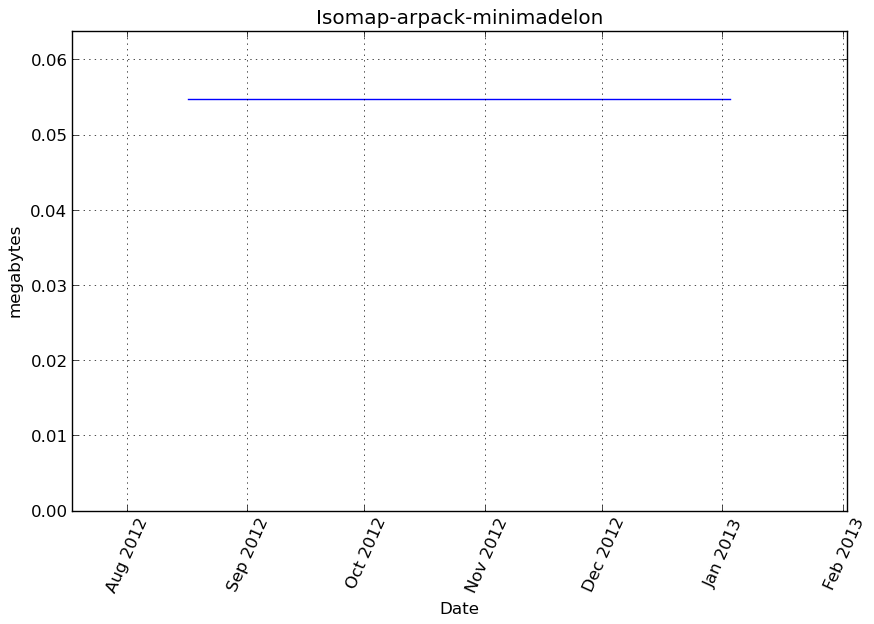 Isomap-arpack-minimadelon
0.06
0.05
0.04
0.03
0.02
0.01
0.00
megabytes
Aug 2012
Sep 2012
Oct 2012
Nov 2012
Dec 2012
Jan 2013
Feb 2013
Date